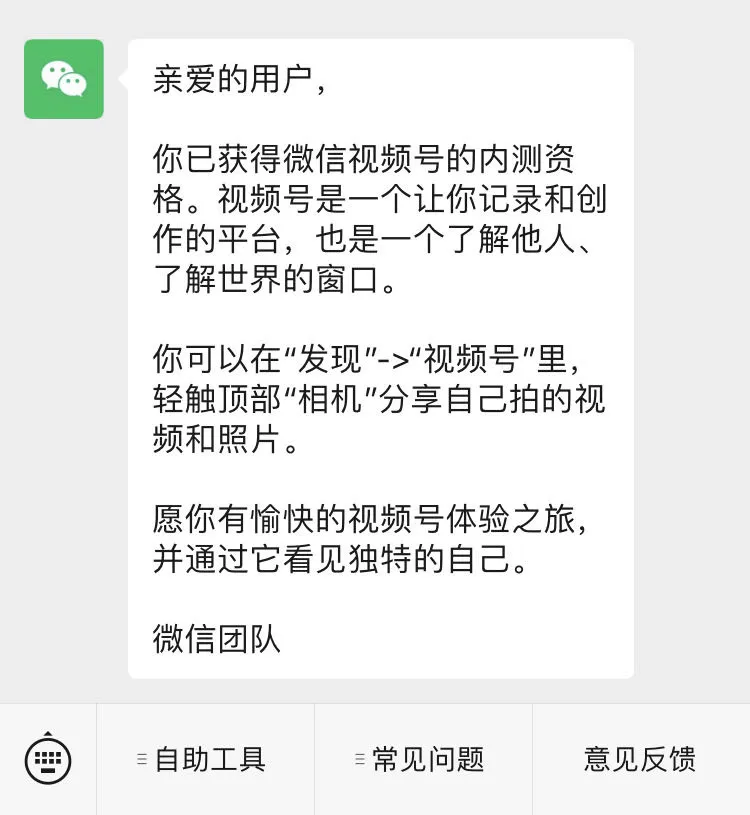 亲爱的用户，
你已获得微信视频号的内测资
格。视频号是一个让你记录和创
作的平台，也是一个了解他人、
了解世界的窗口。
你可以在“发现”->“视频号”里，
轻触顶部“相机”分享自己拍的视
频和照片。
愿你有愉快的视频号体验之旅，
并通过它看见独特的自己。
微信团队
自助工具
常见问题
意见反馈